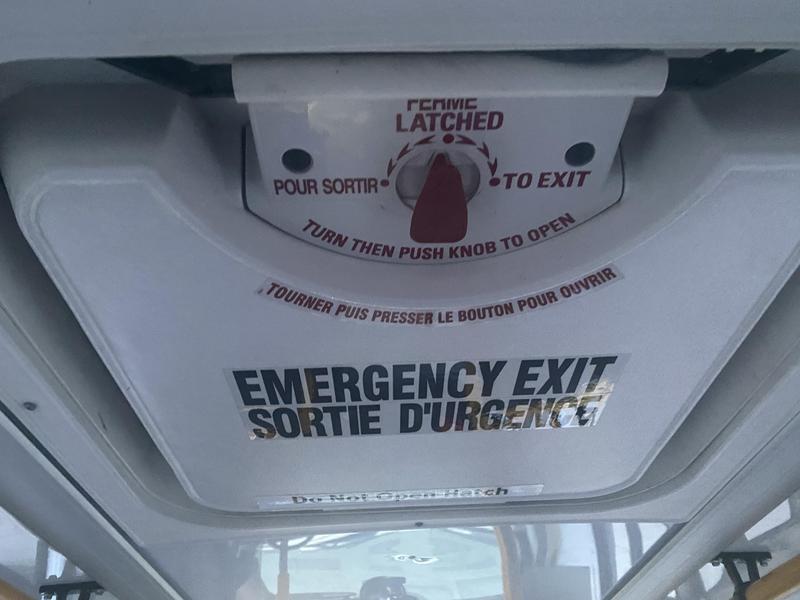 FERME
LATCHED
POUR SORTIR
TO EXIT
TURN THEN PUSH KNOB TO OPEN
TOURNER PUIS PRESSER LE BOUTON POUR OUVRIR
EMERGENCY EXIT
SORTIE D'URGENCE
Do Not Open Hatch